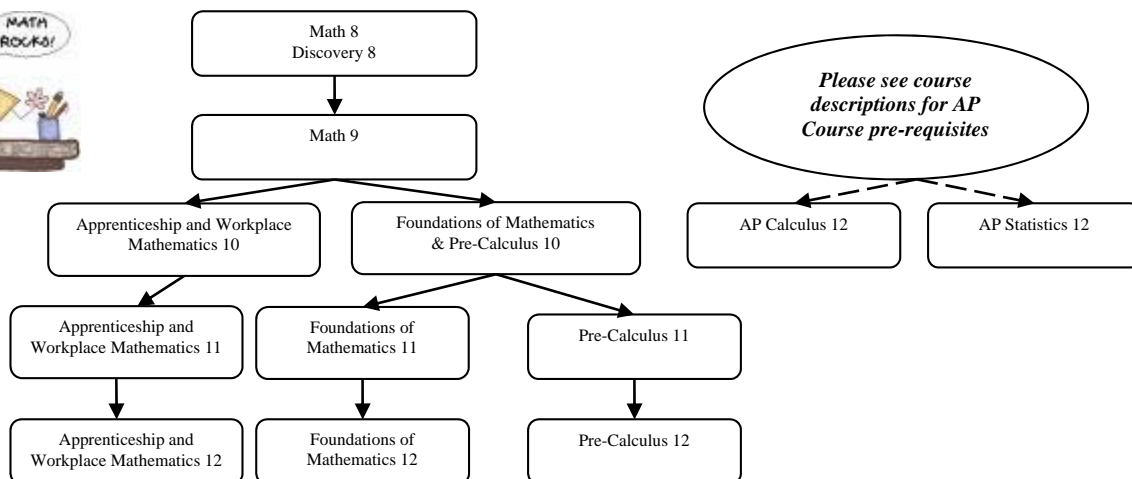 MATH
ROCKS!
Math 8
Discovery 8
Math 9
Please see course
descriptions for AP
Course pre-requisites
Apprenticeship and Workplace
Mathematics 10
Foundations of Mathematics
& Pre-Calculus 10
AP Calculus 12
AP Statistics 12
Apprenticeship and
Workplace Mathematics 11
Foundations of
Mathematics 11
Pre-Calculus 11
Apprenticeship and
Workplace Mathematics 12
Foundations of
Mathematics 12
Pre-Calculus 12